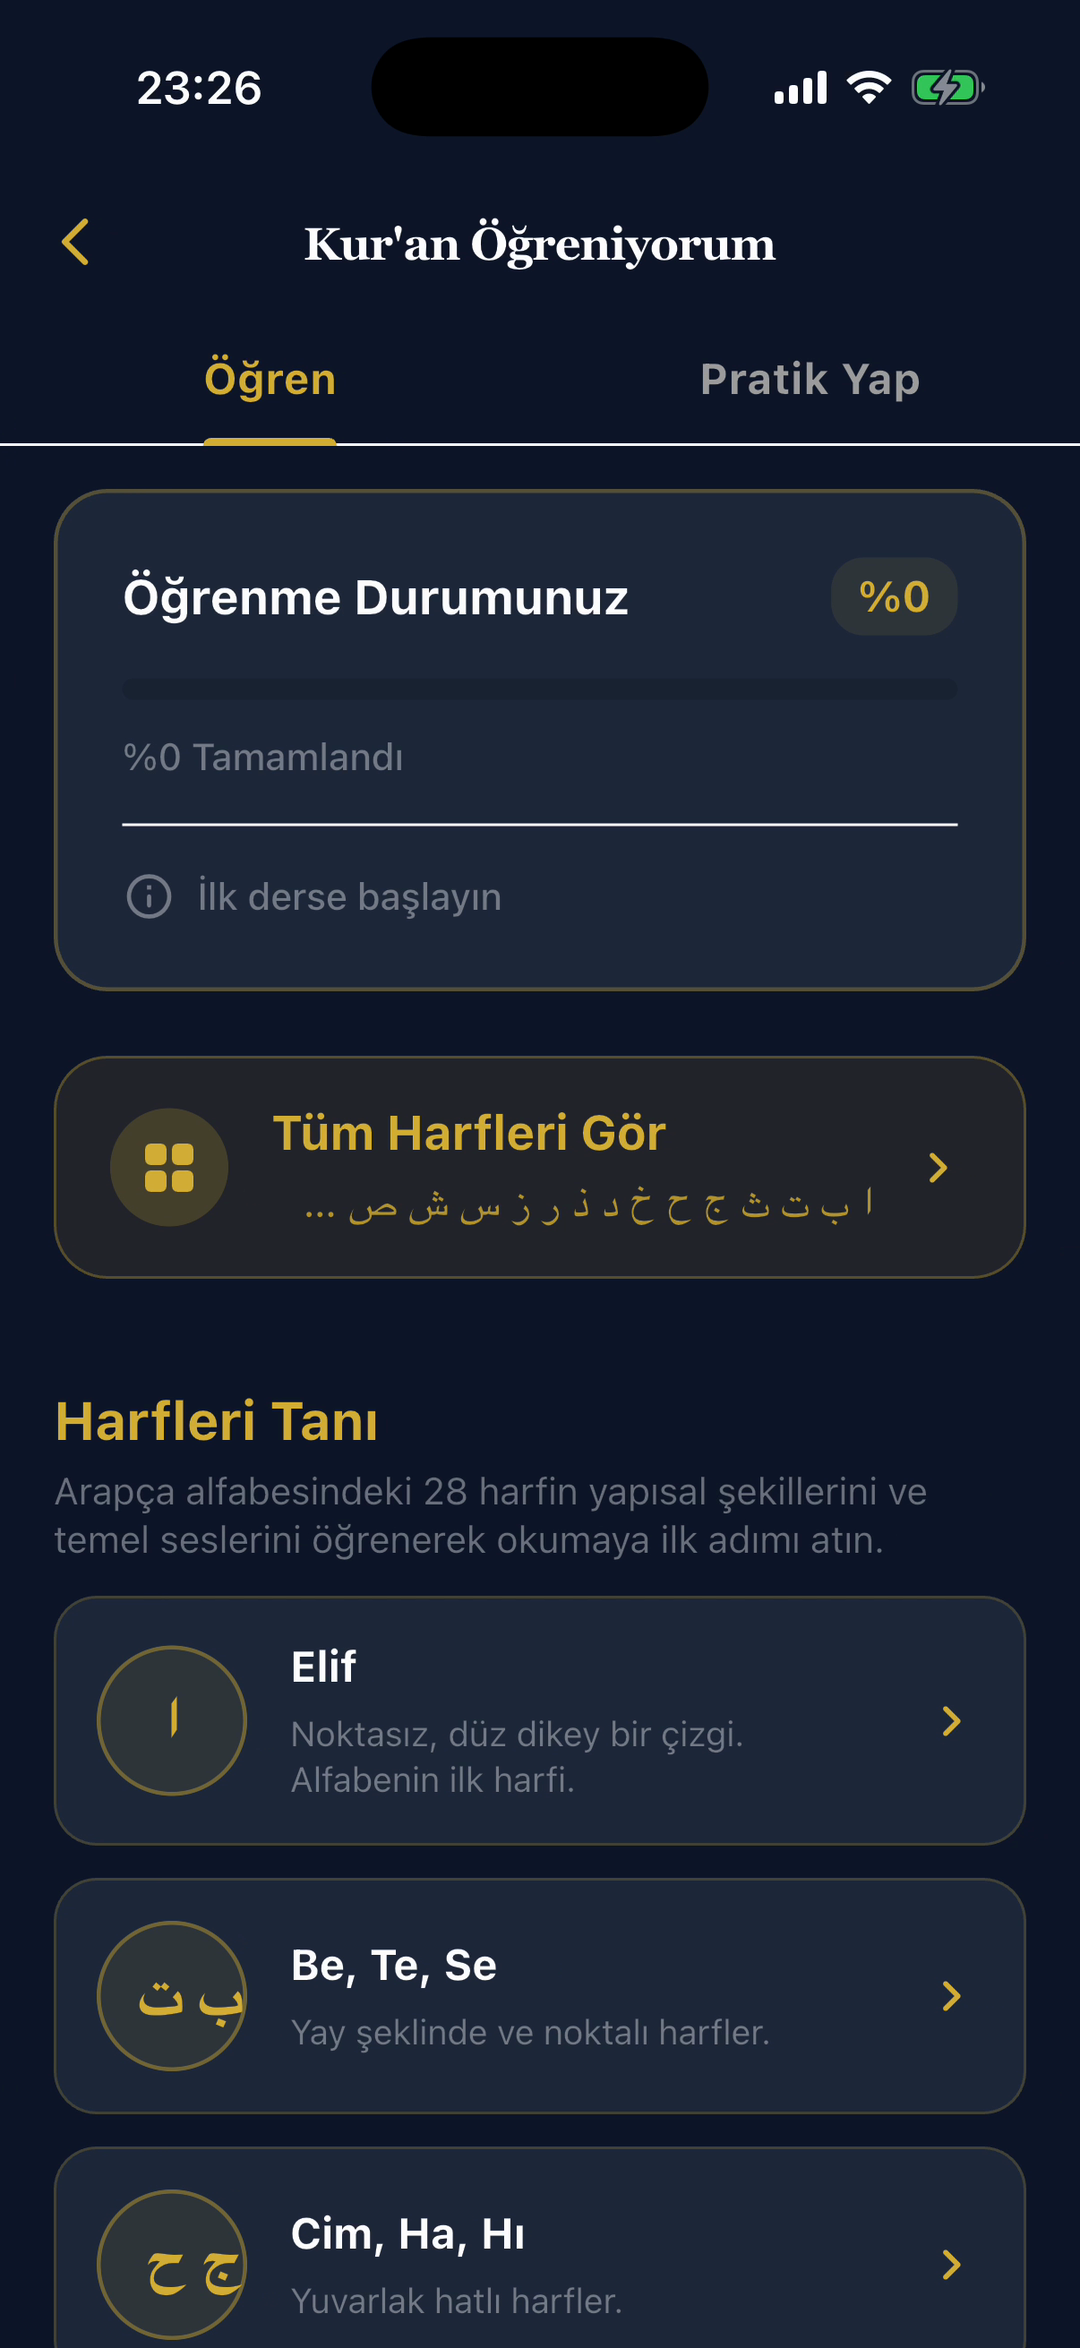 23:26
Kur'an Öğreniyorum
Öğren
Pratik Yap
Öğrenme Durumunuz
%0
%0 Tamamlandı
İlk derse başlayın
Tüm Harfleri Gör
ا ب ت ث ج ح خ د ذ ر ز س ش ص ...
Harfleri Tanı
Arapça alfabesindeki 28 harfin yapısal şekillerini ve
temel seslerini öğrenerek okumaya ilk adımı atın.
ا
Elif
Noktasız, düz dikey bir çizgi.
Alfabenin ilk harfi.
ب ت
Be, Te, Se
Yay şeklinde ve noktalı harfler.
ج ح
Cim, Ha, Hı
Yuvarlak hatlı harfler.